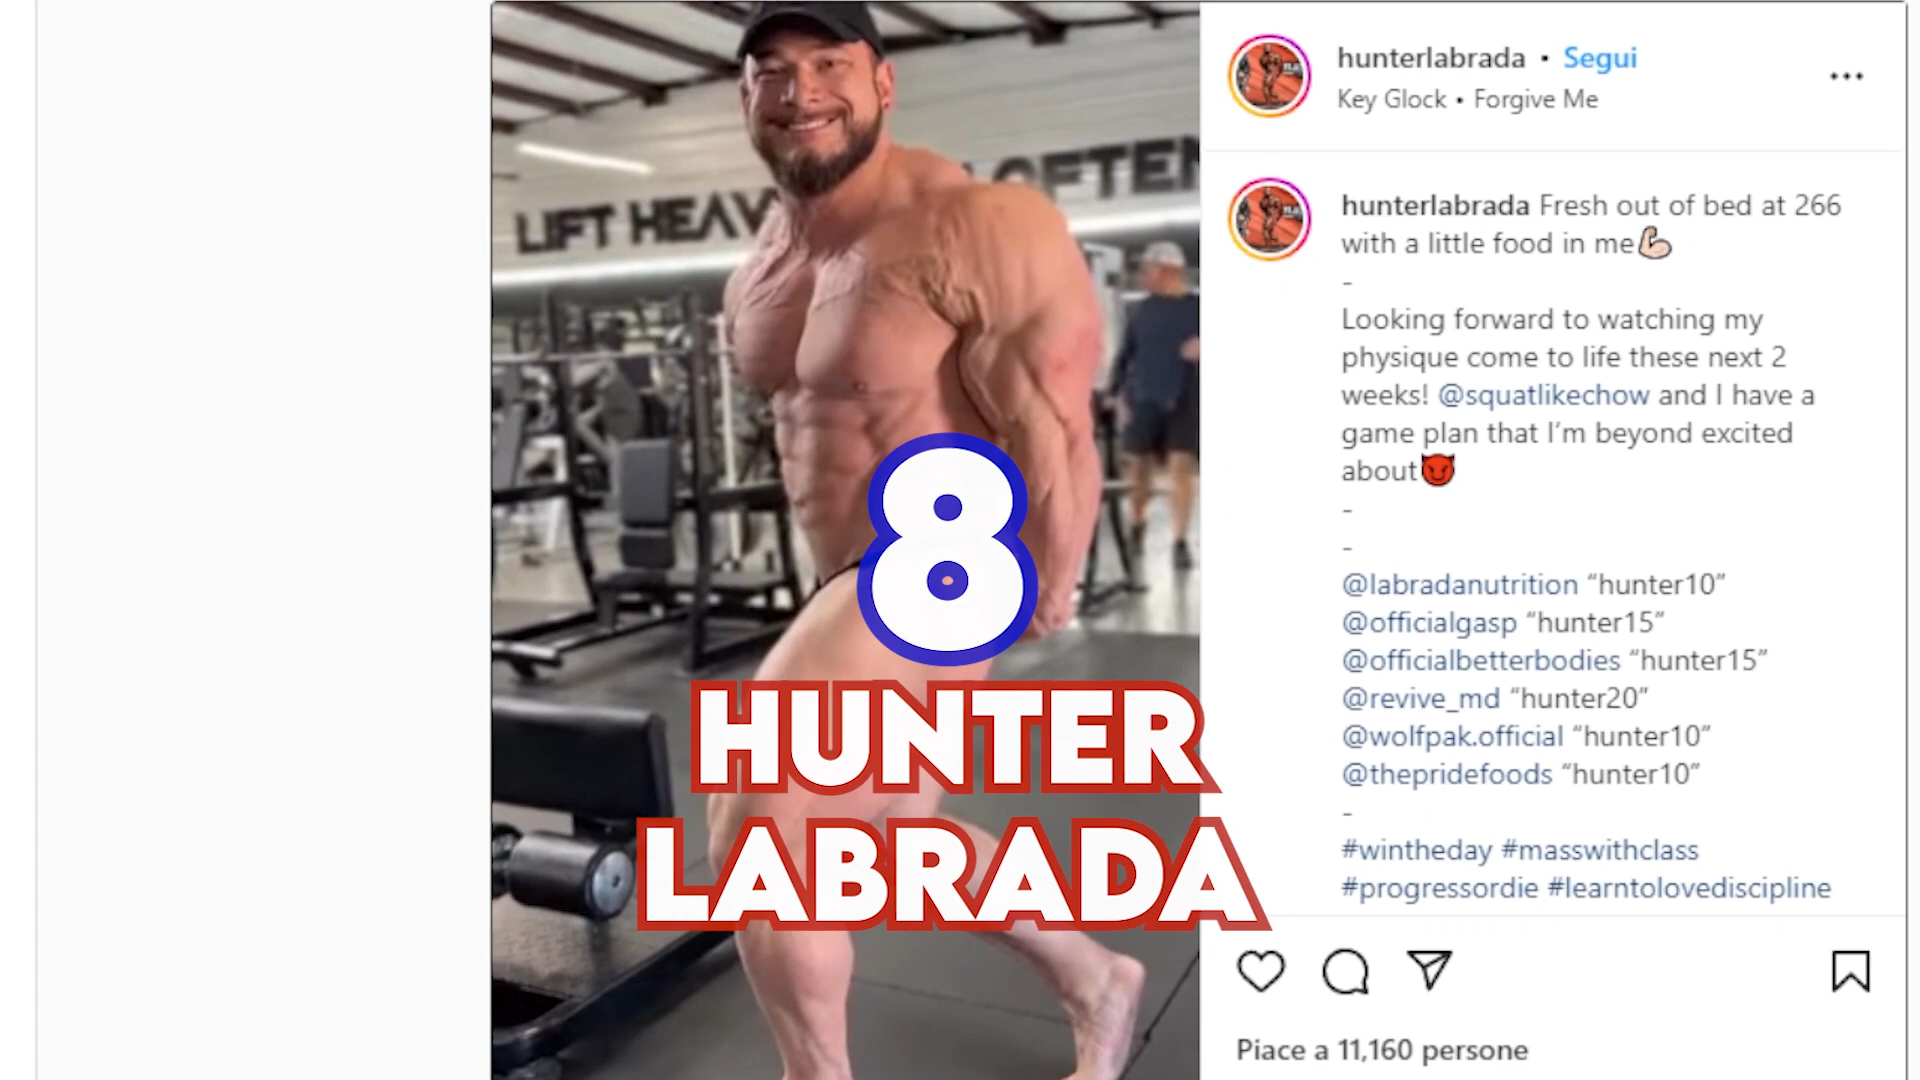 LIFT HEAV
OFTEN
8
HUNTER
LABRADA
hunterlabrada • Segui
Key Glock • Forgive Me
hunterlabrada Fresh out of bed at 266
with a little food in me💪🏻
-
Looking forward to watching my
physique come to life these next 2
weeks! @squatlikechow and I have a
game plan that I’m beyond excited
about😈
-
-
@labradanutrition “hunter10”
@officialgasp “hunter15”
@officialbetterbodies “hunter15”
@revive_md “hunter20”
@wolfpak.official “hunter10”
@thepridefoods “hunter10”
-
#wintheday #masswithclass
#progressordie #learntolovediscipline
Piace a 11,160 persone